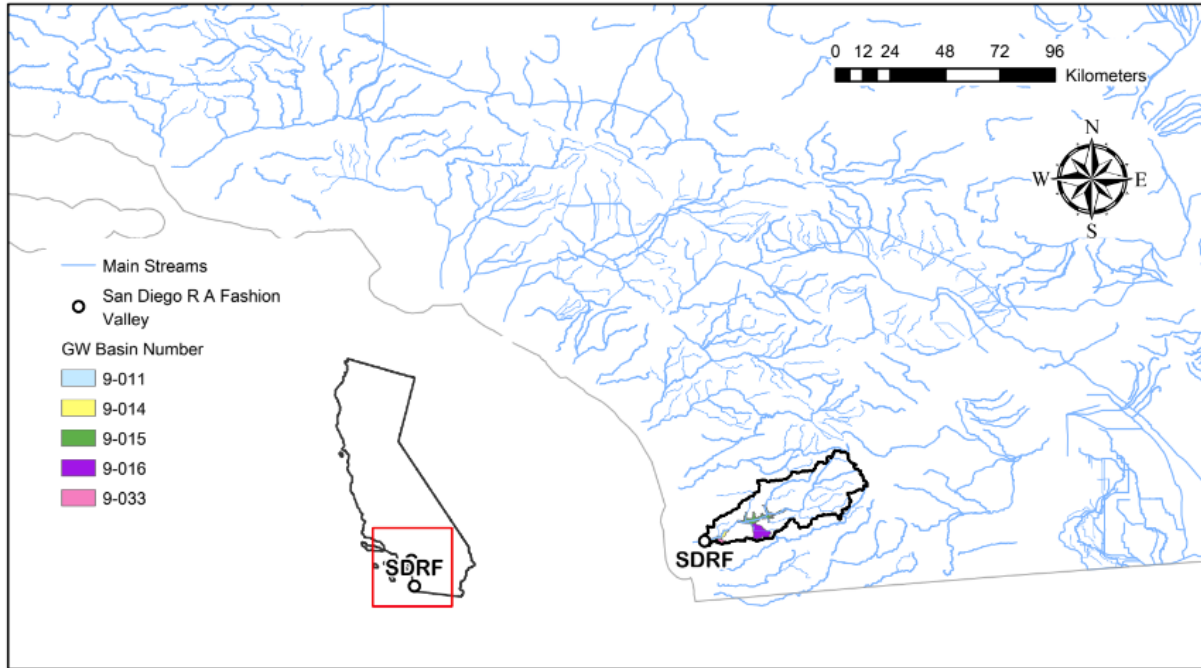 0 12 24 48 72 96
Kilometers
N
W E
S
Main Streams
San Diego R A Fashion
Valley
GW Basin Number
9-011
9-014
9-015
9-016
9-033
SDRF
SDRF